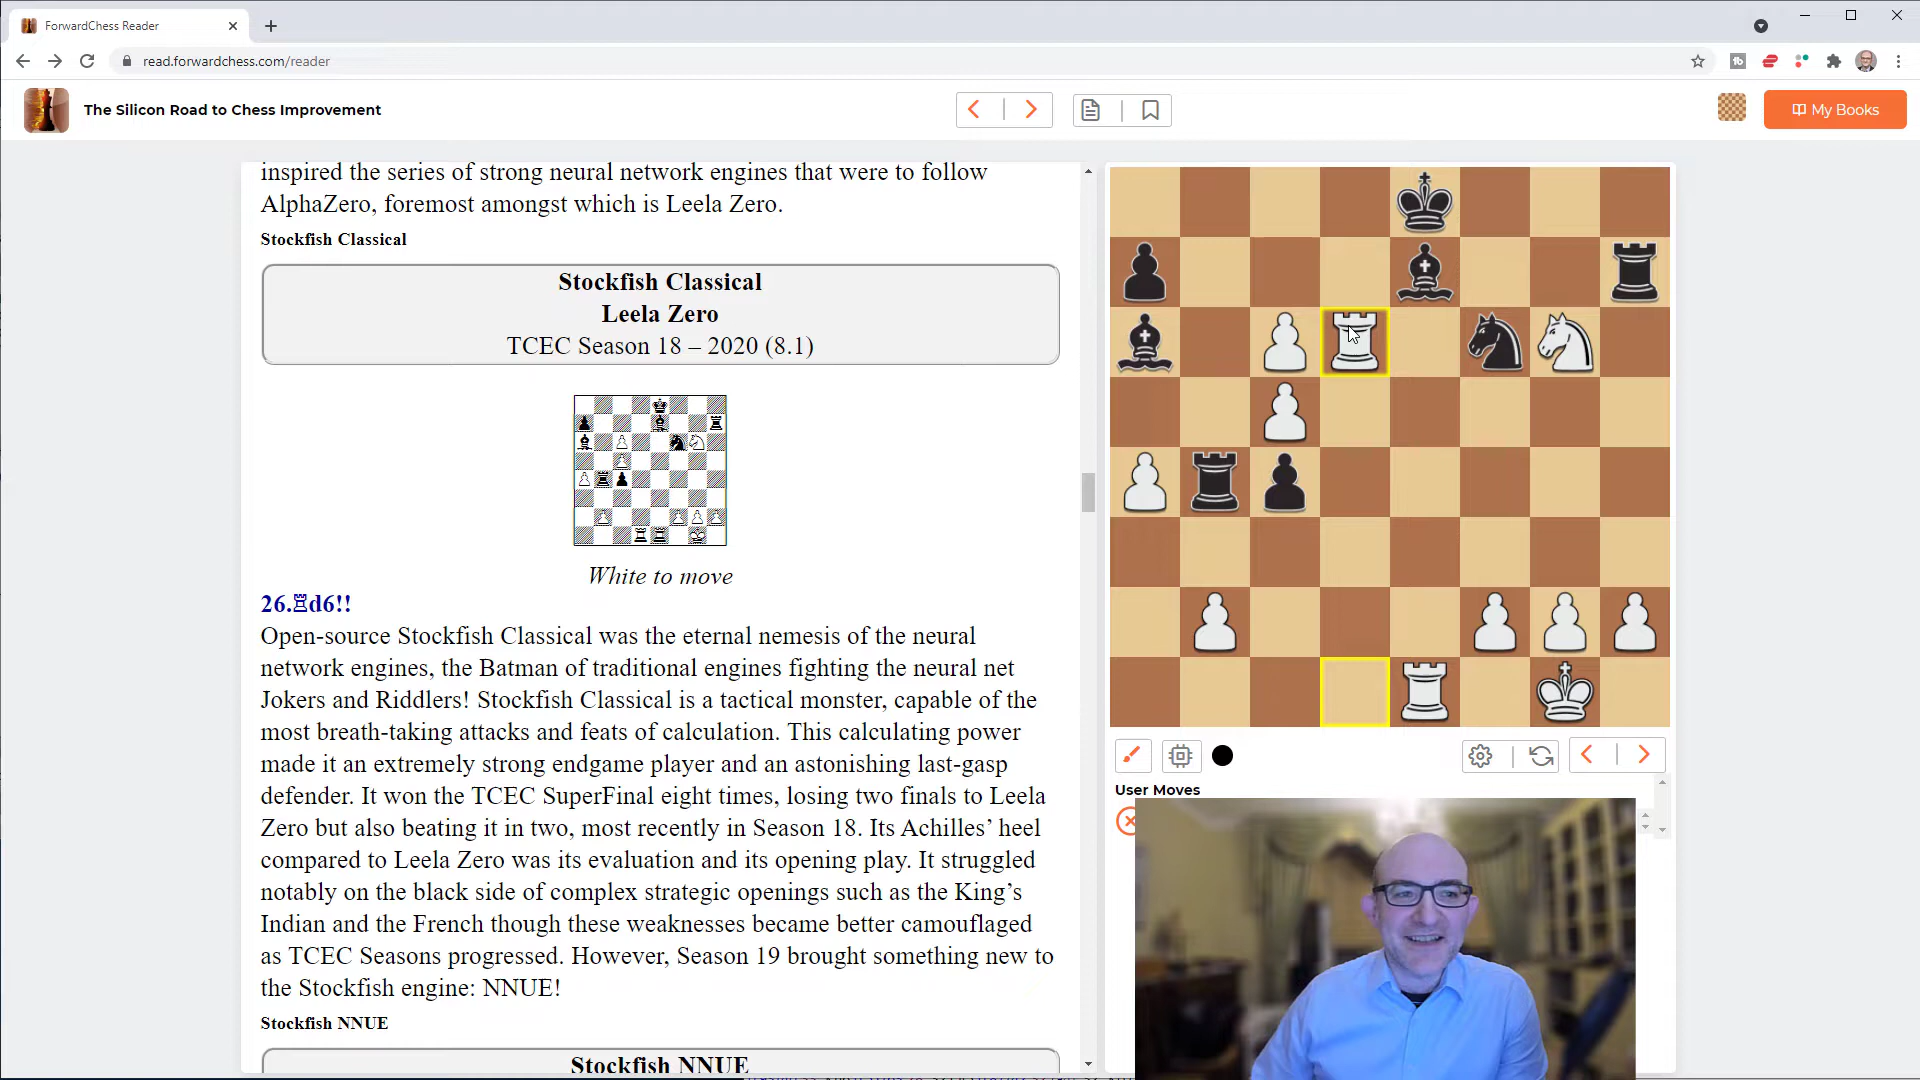 ForwardChess Reader
read.forwardchess.com/reader
The Silicon Road to Chess Improvement
My Books
inspired the series of strong neural network engines that were to follow
AlphaZero, foremost amongst which is Leela Zero.
Stockfish Classical
Stockfish Classical
Leela Zero
TCEC Season 18 – 2020 (8.1)
White to move
26.♖d6!!
Open-source Stockfish Classical was the eternal nemesis of the neural
network engines, the Batman of traditional engines fighting the neural net
Jokers and Riddlers! Stockfish Classical is a tactical monster, capable of the
most breath-taking attacks and feats of calculation. This calculating power
made it an extremely strong endgame player and an astonishing last-gasp
defender. It won the TCEC SuperFinal eight times, losing two finals to Leela
Zero but also beating it in two, most recently in Season 18. Its Achilles’ heel
compared to Leela Zero was its evaluation and its opening play. It struggled
notably on the black side of complex strategic openings such as the King’s
Indian and the French though these weaknesses became better camouflaged
as TCEC Seasons progressed. However, Season 19 brought something new to
the Stockfish engine: NNUE!
Stockfish NNUE
Stockfish NNUE
User Moves